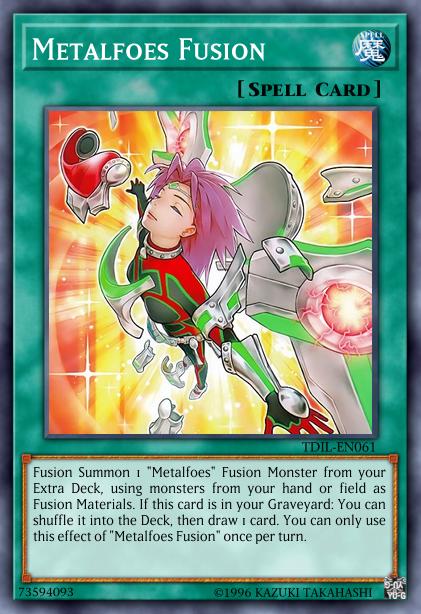 Metalfoes Fusion
SPELL
魔
[Spell Card]
TDIL-EN061
Fusion Summon 1 "Metalfoes" Fusion Monster from your
Extra Deck, using monsters from your hand or field as
Fusion Materials. If this card is in your Graveyard: You can
shuffle it into the Deck, then draw 1 card. You can only use
this effect of "Metalfoes Fusion" once per turn.
73594093
©1996 KAZUKI TAKAHASHI